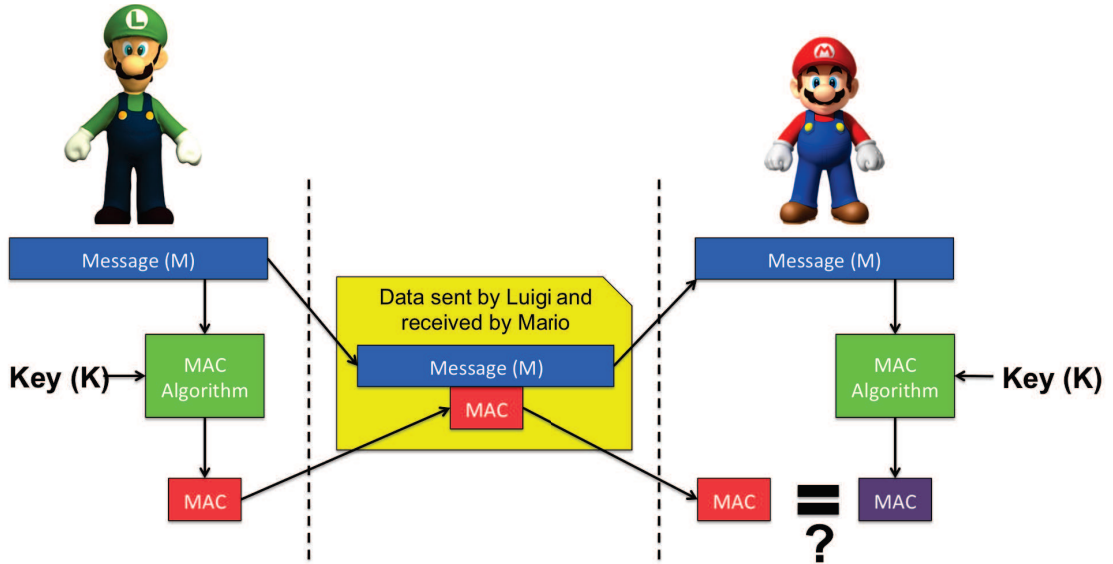 L
M
Message (M)
Message (M)
Data sent by Luigi and
received by Mario
Message (M)
MAC
MAC
Algorithm
Key (K)
MAC
Algorithm
Key (K)
MAC
MAC
=
?
MAC